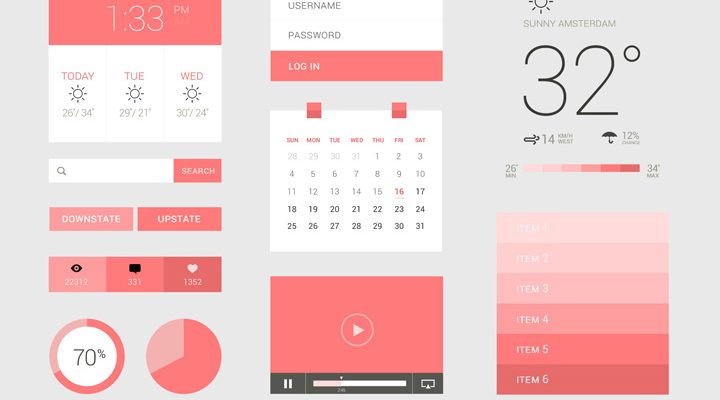 1:33
PM
AM
TODAY TUE WED
26°/ 34° 29°/ 21° 30°/ 24°
SEARCH
DOWNSTATE UPSTATE
22312 331 1352
70%
USERNAME
PASSWORD
LOG IN
SUN MON TUE WED THU FRI SAT
28 29 30 31 1 2 3
4 5 6 7 8 9 10
11 12 13 14 15 16 17
18 19 20 21 22 23 24
25 26 27 28 29 30 31
SUNNY AMSTERDAM
32°
14 KM/H WEST 12% CHANCE
26° MIN 34° MAX
ITEM 1
ITEM 2
ITEM 3
ITEM 4
ITEM 5
ITEM 6